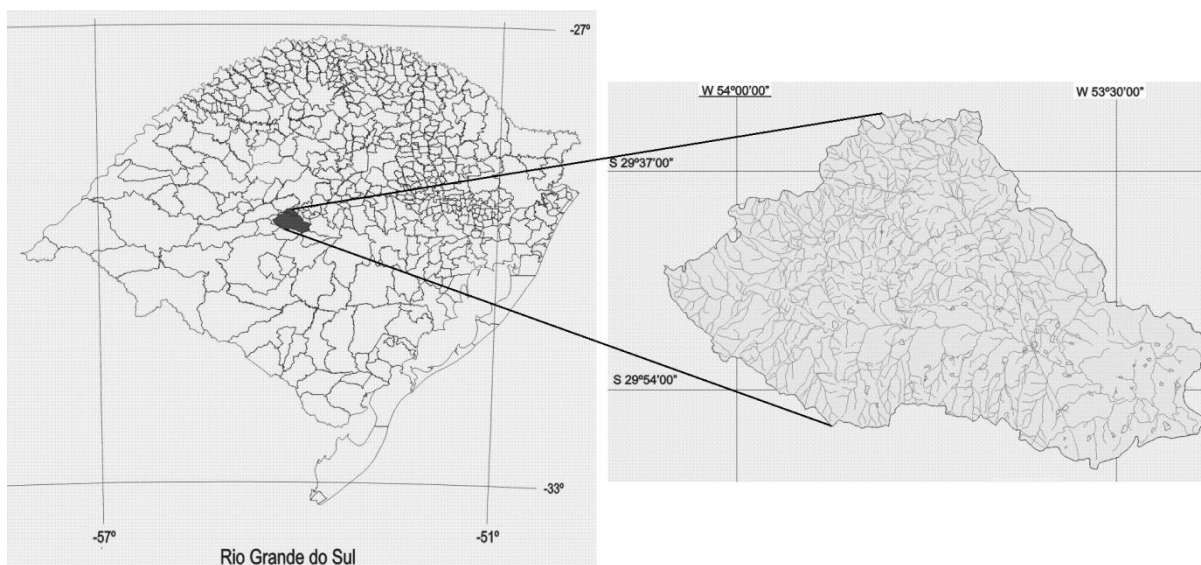 -27º
-33º
-57º
-51º
Rio Grande do Sul
W 54º00'00"
W 53º30'00"
S 29º37'00"
S 29º54'00"